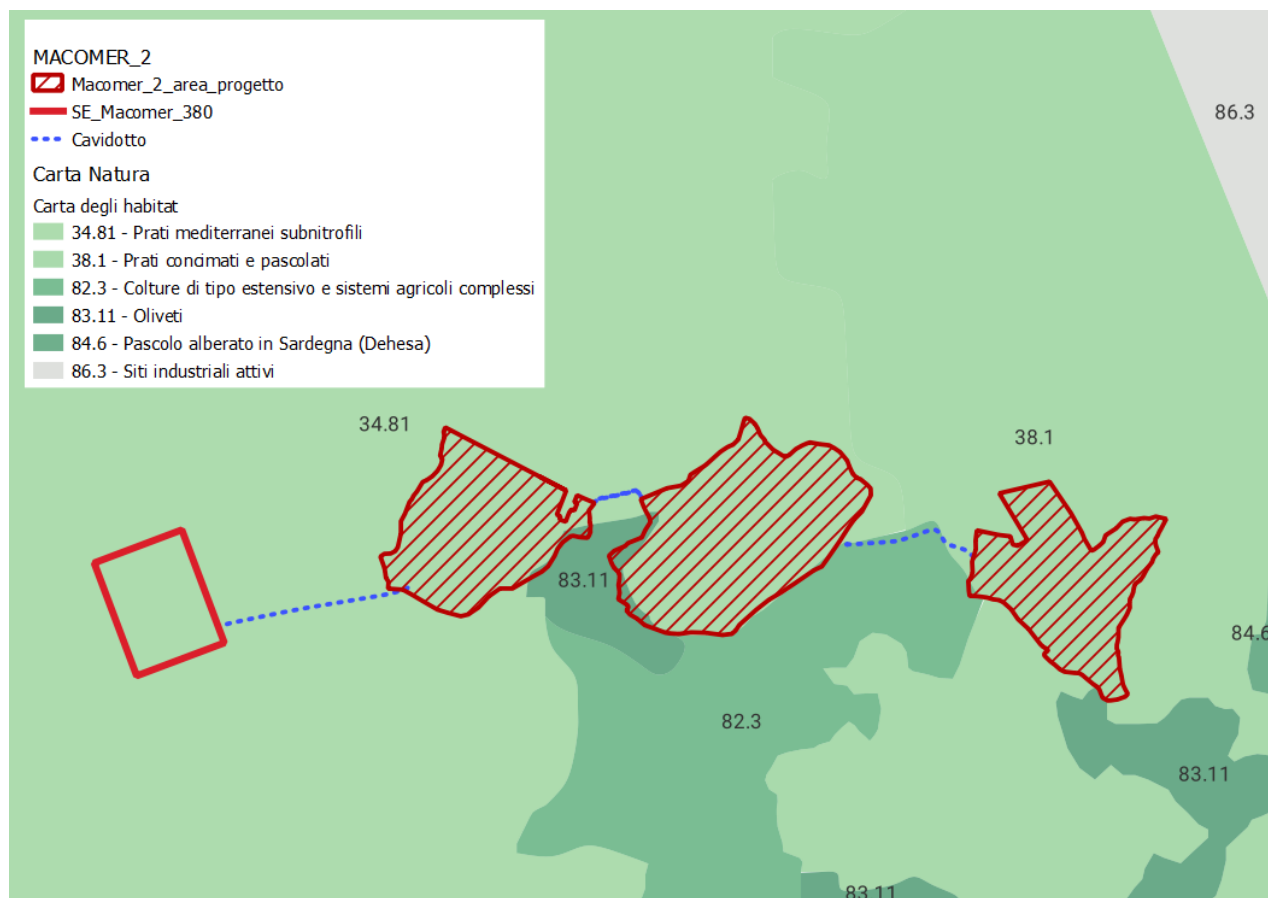 MACOMER_2
Macomer_2_area_progetto
SE_Macomer_380
Cavidotto
Carta Natura
Carta degli habitat
34.81 - Prati mediterranei subnitrofili
38.1 - Prati concimati e pascolati
82.3 - Colture di tipo estensivo e sistemi agricoli complessi
83.11 - Oliveti
84.6 - Pascolo alberato in Sardegna (Dehesa)
86.3 - Siti industriali attivi
86.3
34.81
38.1
83.11
84.6
82.3
83.11
83.11